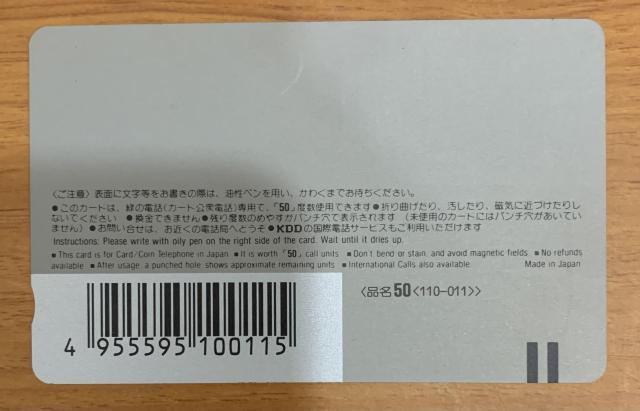 〈ご注意〉表面に文字等をお書きの際は、油性ペンを用い、かわくまでお待ちください。
●このカードは、緑の電話(カード公衆電話)専用で、「50」度数使用できます●折り曲げたり、汚したり、磁気に近づけたりし
ないでください ●換金できません●残り度数のめやすがパンチ穴で表示されます (未使用のカードにはパンチ穴があいてい
ません) ●お問い合せは、お近くの電話局へどうぞ ●KDDの国際電話サービスもご利用いただけます
Instructions: Please write with oily pen on the right side of the card. Wait until it dries up.
■ This card is for Card/Coin Telephone in Japan ■ It is worth「50」call units ■ Don't bend or stain, and avoid magnetic fields ■ No refunds
available ■ After usage, a punched hole shows approximate remaining units ■ International Calls also available. Made in Japan
〈品名50<110-011>〉
4 955595 100115